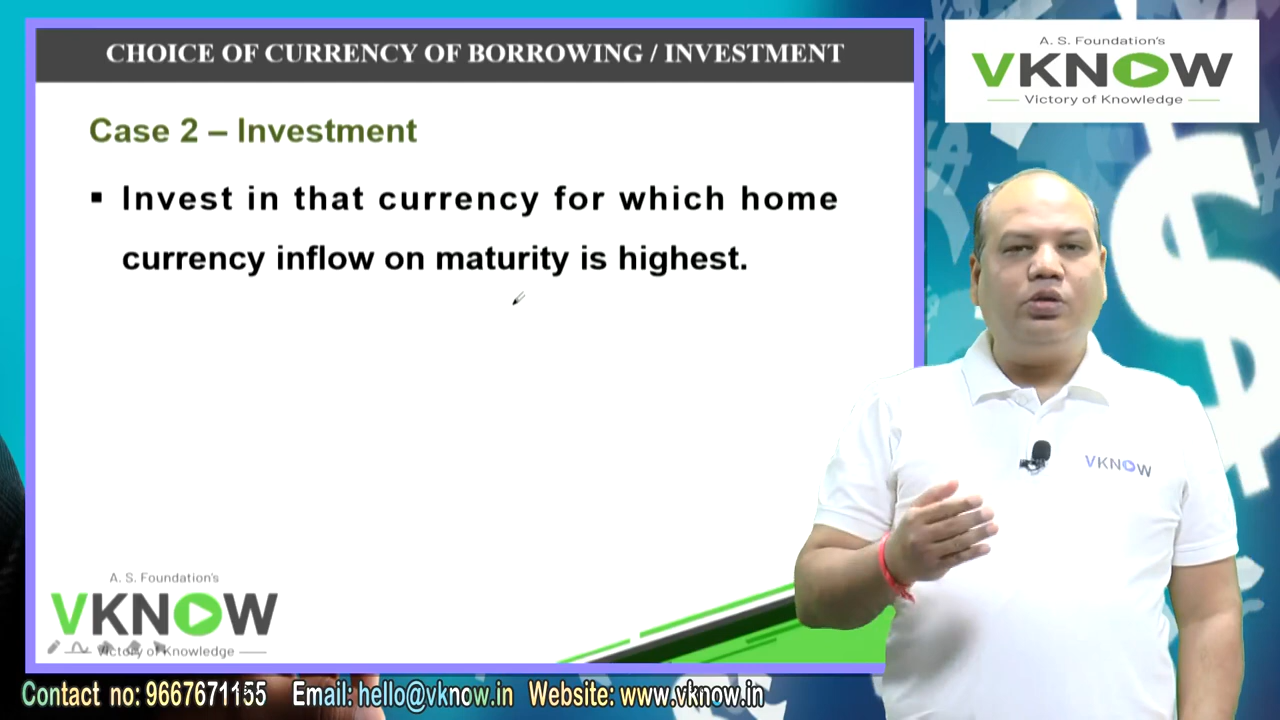 CHOICE OF CURRENCY OF BORROWING / INVESTMENT
A. S. Foundation's
VKNOW
Victory of Knowledge
Case 2 – Investment
▪ Invest in that currency for which home
currency inflow on maturity is highest.
VKNOW
A. S. Foundation's
VKNOW
Victory of Knowledge
Contact no: 9667671155 Email: hello@vknow.in Website: www.vknow.in